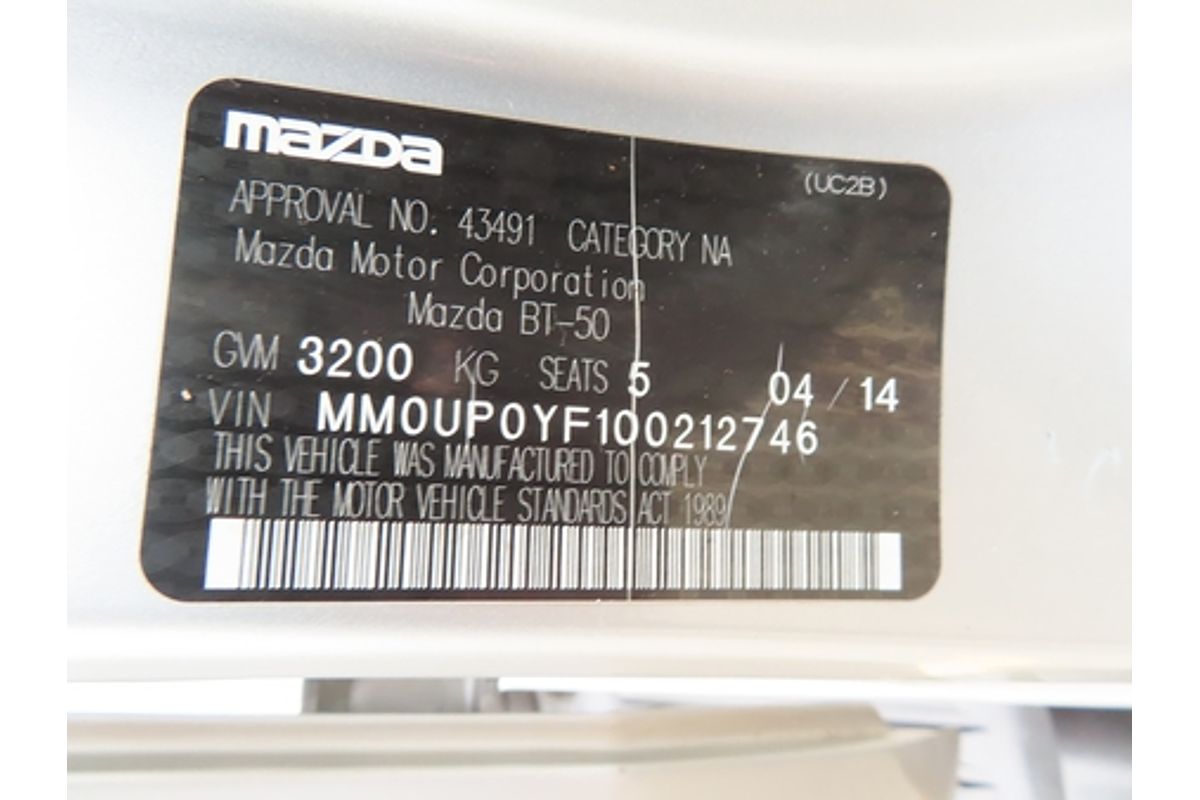 mazda
(UC2B)
APPROVAL NO. 43491 CATEGORY NA
Mazda Motor Corporation
Mazda BT-50
GVM 3200 KG SEATS 5 04 / 14
VIN MM0UP0YF100212746
THIS VEHICLE WAS MANUFACTURED TO COMPLY
WITH THE MOTOR VEHICLE STANDARDS ACT 1989